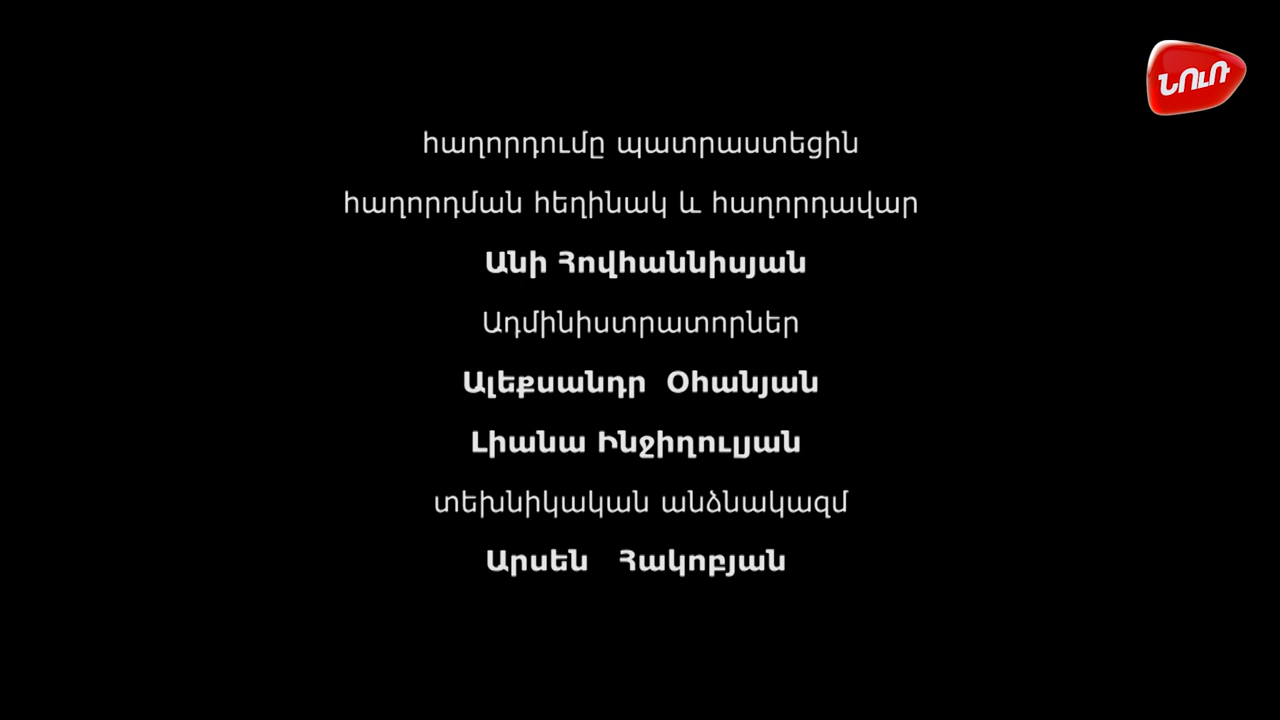 ՆՈւՌ
հաղորդումը պատրաստեցին
հաղորդման հեղինակ և հաղորդավար
Անի Հովհաննիսյան
Ադմինիստրատորներ
Ալեքսանդր Օհանյան
Լիանա Ինջիղուլյան
տեխնիկական անձնակազմ
Արսեն Հակոբյան